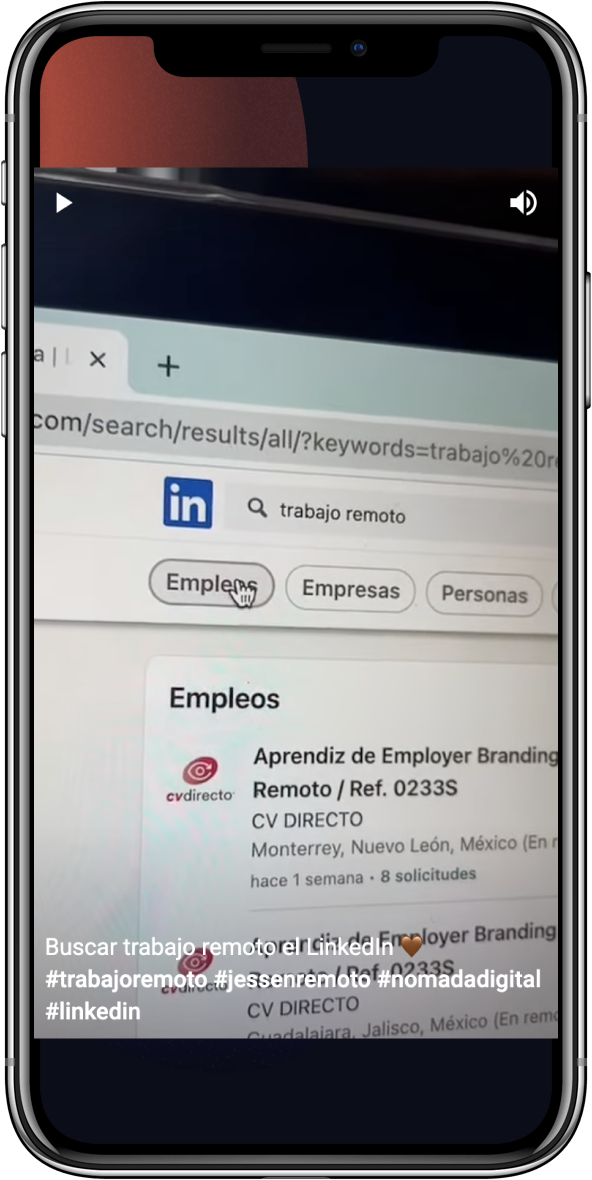 a |
com/search/results/all/?keywords=trabajo%20re
in
trabajo remoto
Empleos
Empresas
Personas
Empleos
cvdirecto
Aprendiz de Employer Branding
Remoto / Ref. 0233S
CV DIRECTO
Monterrey, Nuevo León, México (En r
hace 1 semana • 8 solicitudes
cvdirecto
Aprendiz de Employer Branding
Remoto / Ref. 0233S
CV DIRECTO
Guadalajara, Jalisco, México (En remo
Buscar trabajo remoto el LinkedIn 🤎
#trabajoremoto #jessenremoto #nomadadigital
#linkedin